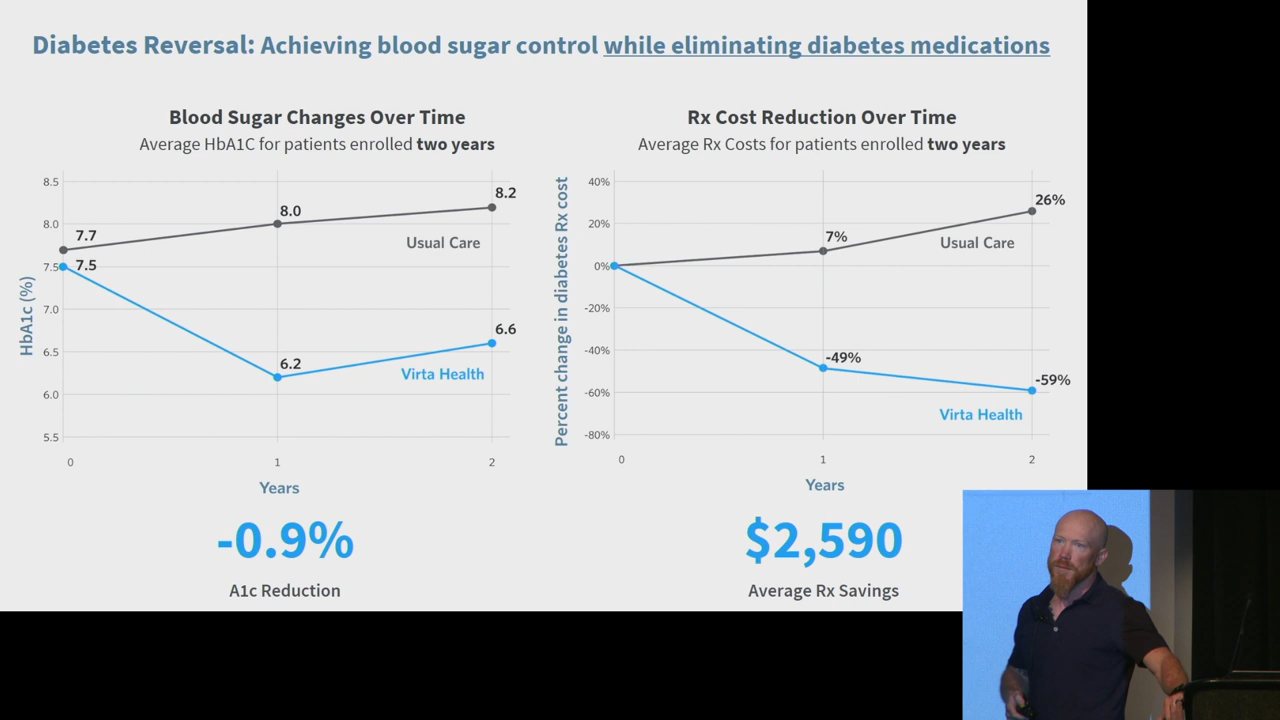 Diabetes Reversal: Achieving blood sugar control while eliminating diabetes medications
Blood Sugar Changes Over Time
Average HbA1C for patients enrolled two years
HbA1c (%)
8.5
8.0
7.5
7.0
6.5
6.0
5.5
7.7
7.5
8.0
8.2
Usual Care
6.2
6.6
Virta Health
0
1
2
Years
-0.9%
A1c Reduction
Rx Cost Reduction Over Time
Average Rx Costs for patients enrolled two years
Percent change in diabetes Rx cost
40%
20%
0%
-20%
-40%
-60%
-80%
7%
26%
Usual Care
-49%
-59%
Virta Health
0
1
2
Years
$2,590
Average Rx Savings